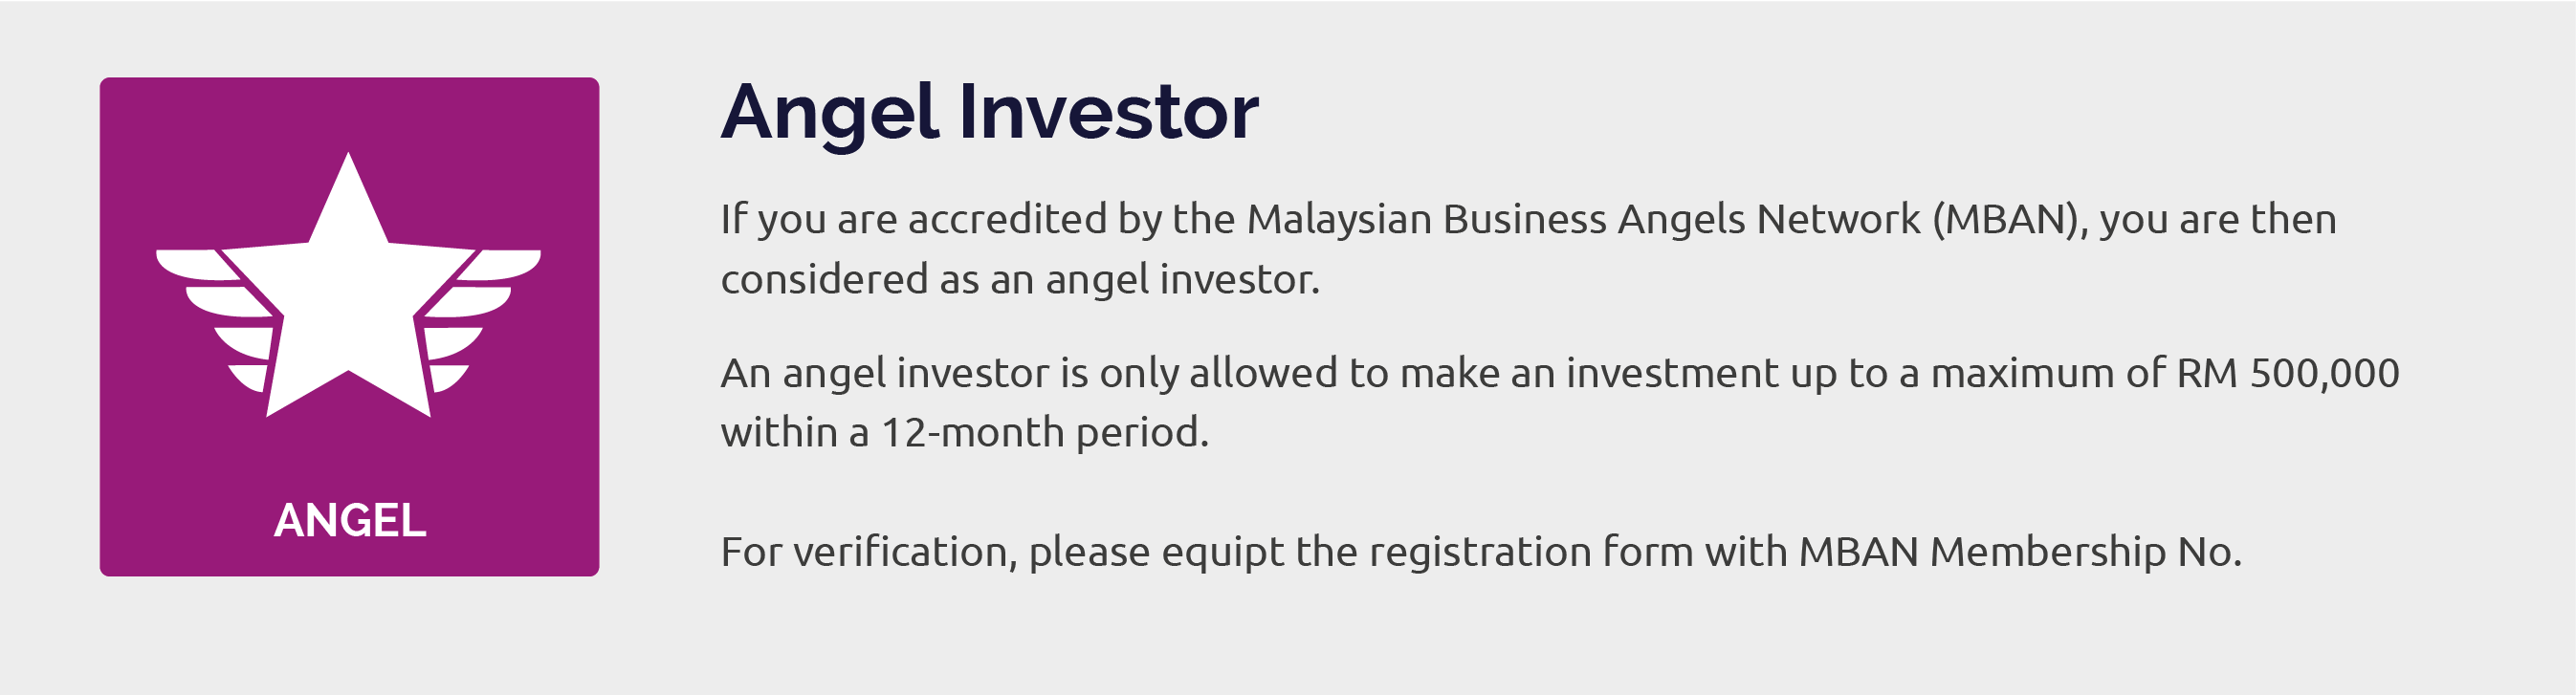 ANGEL
Angel Investor
If you are accredited by the Malaysian Business Angels Network (MBAN), you are then
considered as an angel investor.
An angel investor is only allowed to make an investment up to a maximum of RM 500,000
within a 12-month period.
For verification, please equipt the registration form with MBAN Membership No.